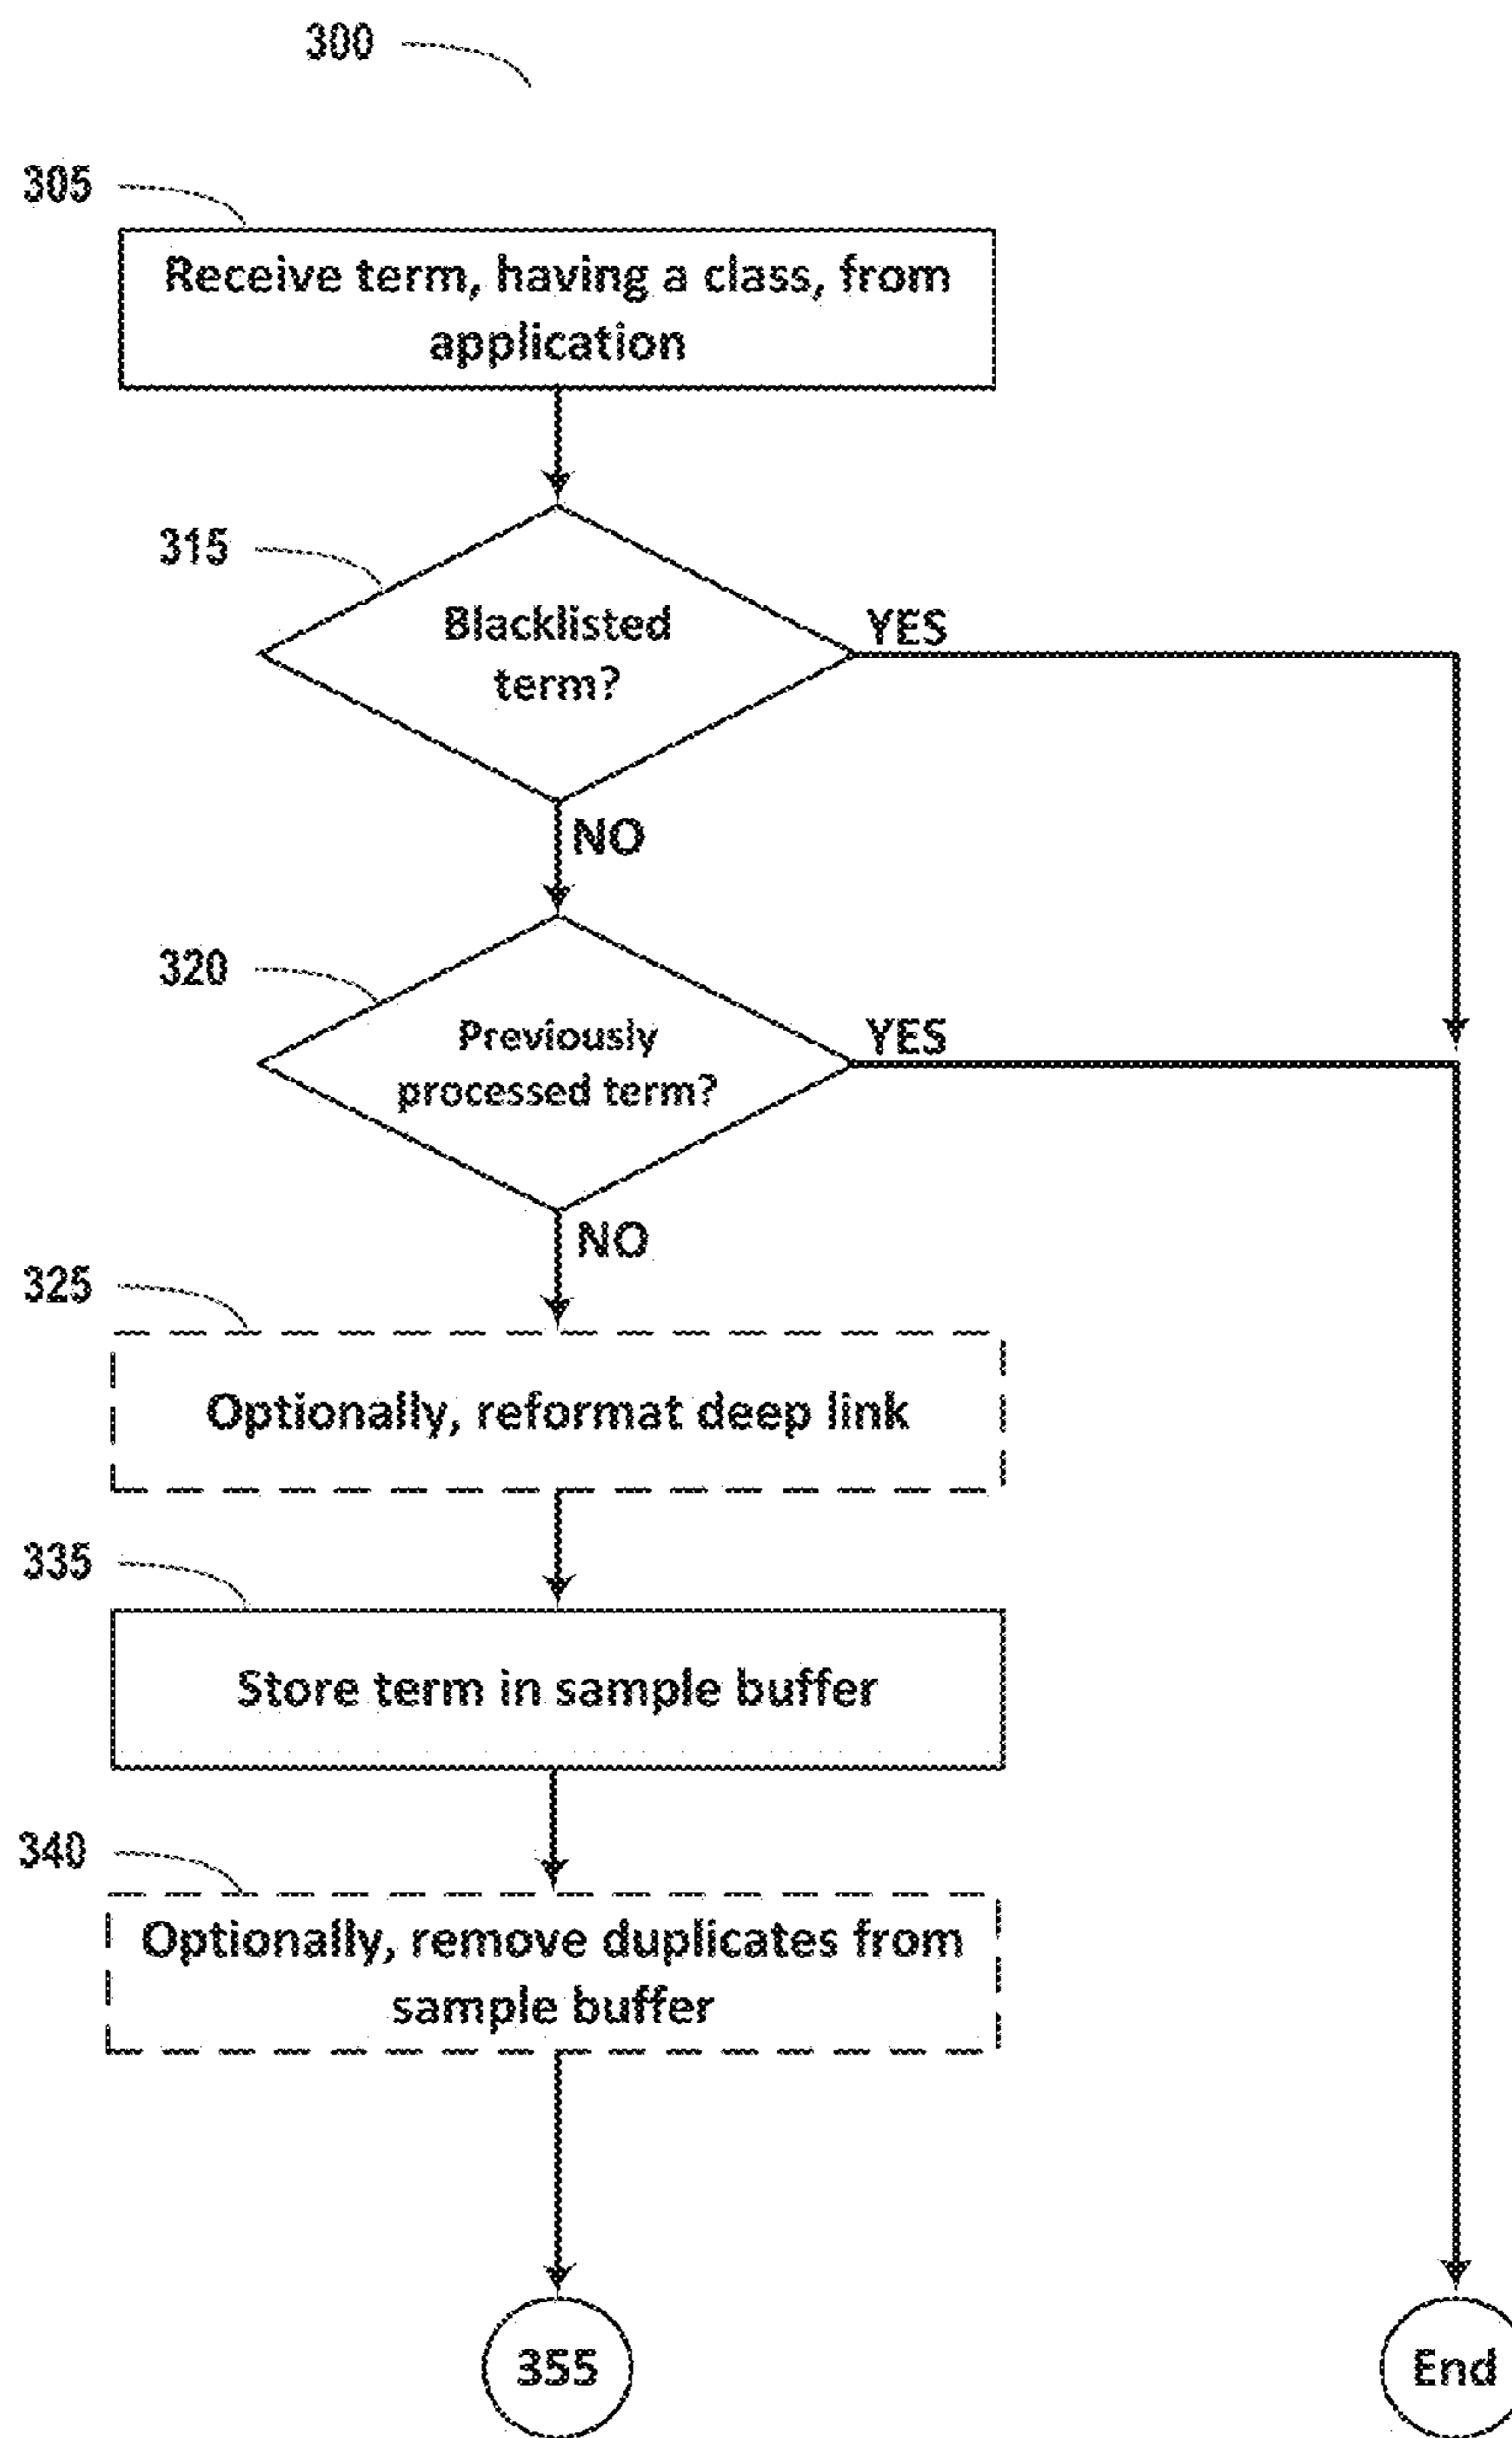 300
305
Receive term, having a class, from
application
315
Blacklisted
term?
YES
NO
320
Previously
processed term?
YES
NO
325
Optionally, reformat deep link
335
Store term in sample buffer
340
Optionally, remove duplicates from
sample buffer
355
End